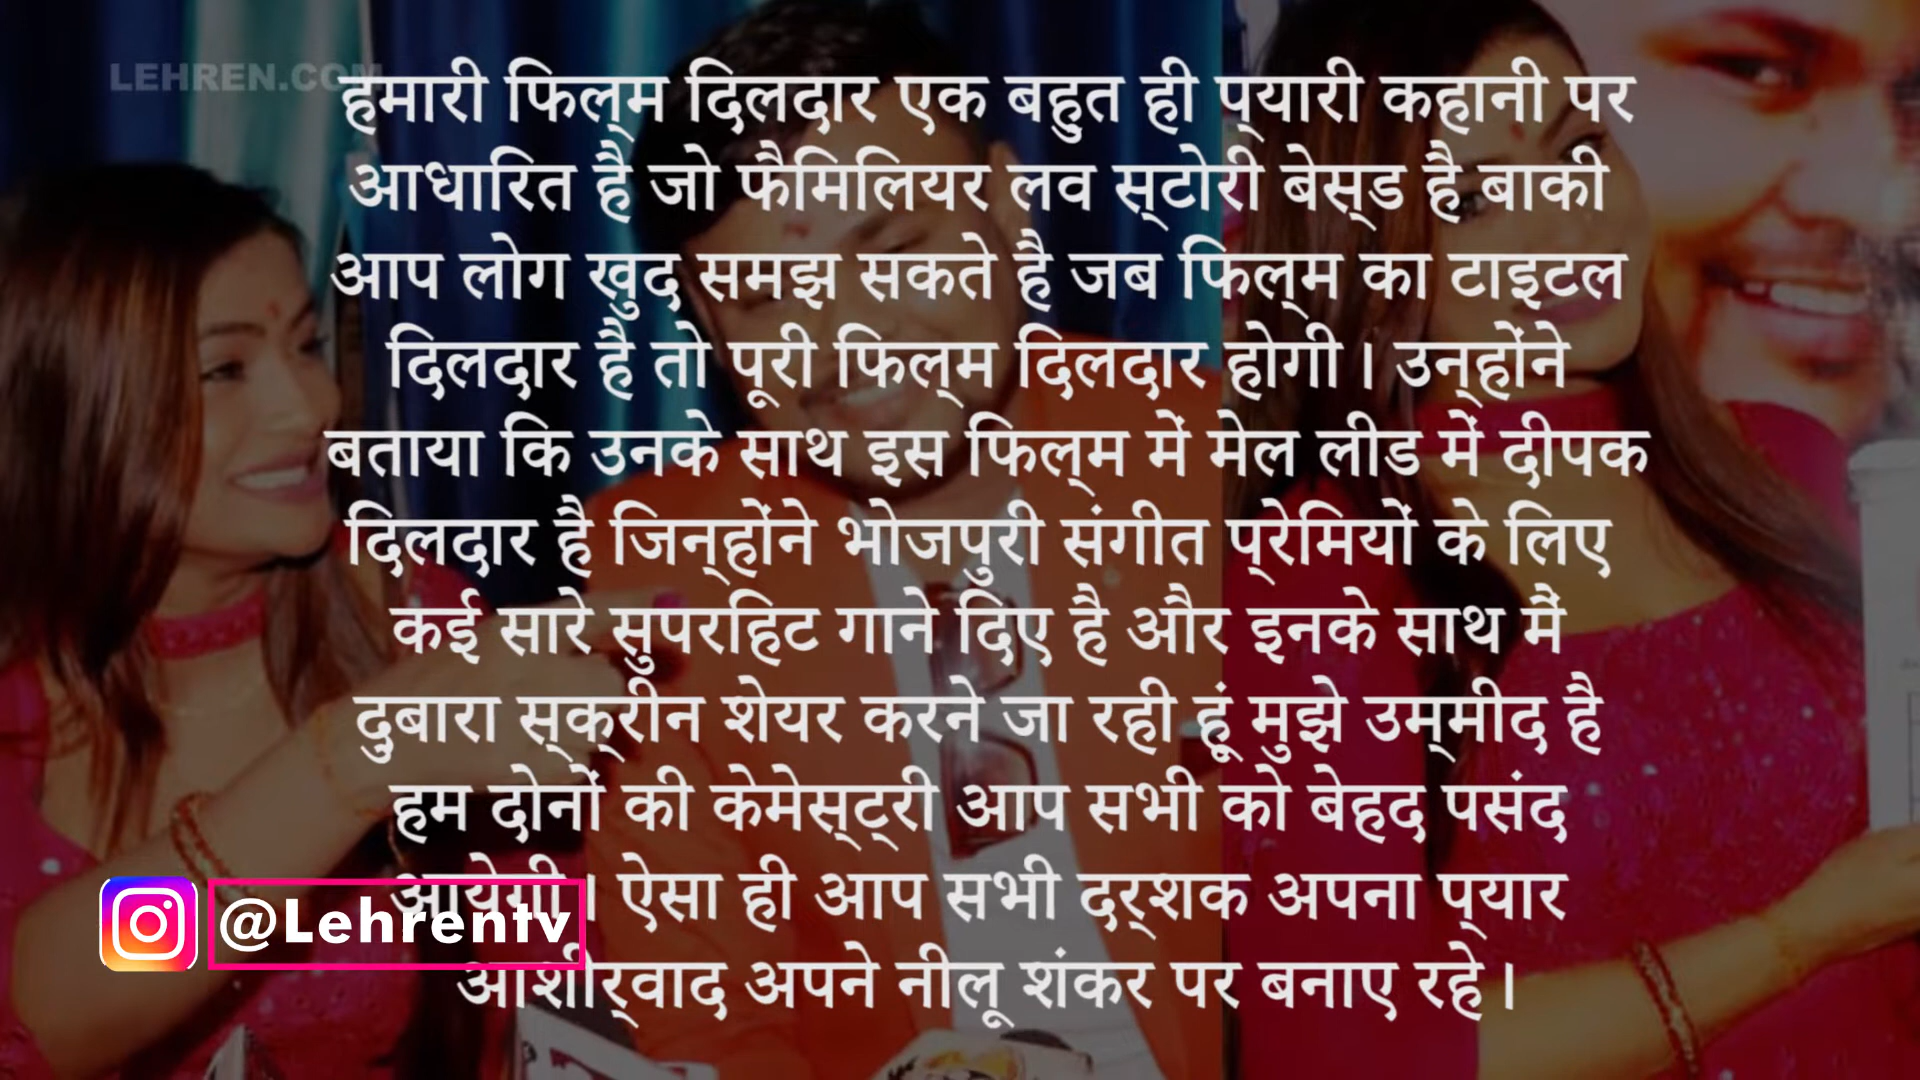 LEHREN.COM
हमारी फिल्म दिलदार एक बहुत ही प्यारी कहानी पर
आधारित है जो फैमिलियर लव स्टोरी बेस्ड है बाकी
आप लोग खुद समझ सकते है जब फिल्म का टाइटल
दिलदार है तो पूरी फिल्म दिलदार होगी। उन्होंने
बताया कि उनके साथ इस फिल्म में मेल लीड में दीपक
दिलदार है जिन्होंने भोजपुरी संगीत प्रेमियों के लिए
कई सारे सुपरहिट गाने दिए है और इनके साथ मैं
दुबारा स्क्रीन शेयर करने जा रही हूं मुझे उम्मीद है
हम दोनों की केमेस्ट्री आप सभी को बेहद पसंद
आयेगी। ऐसा ही आप सभी दर्शक अपना प्यार
@Lehrentv
आशीर्वाद अपने नीलू शंकर पर बनाए रहे।